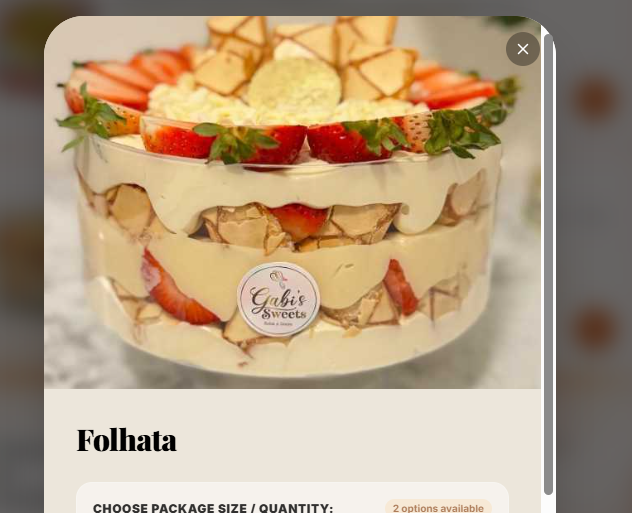 Gabi's
Sweets
Folhata
CHOOSE PACKAGE SIZE / QUANTITY:
2 options available